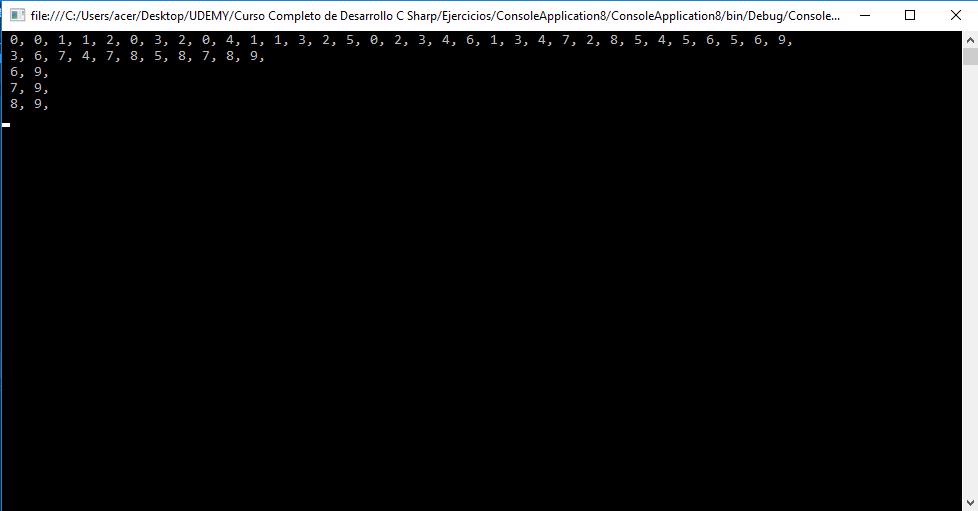 file:///C:/Users/acer/Desktop/UDEMY/Curso Completo de Desarrollo C Sharp/Ejercicios/ConsoleApplication8/ConsoleApplication8/bin/Debug/Console...
0, 0, 1, 1, 2, 0, 3, 2, 0, 4, 1, 1, 3, 2, 5, 0, 2, 3, 4, 6, 1, 3, 4, 7, 2, 8, 5, 4, 5, 6, 5, 6, 9,
3, 6, 7, 4, 7, 8, 5, 8, 7, 8, 9,
6, 9,
7, 9,
8, 9,